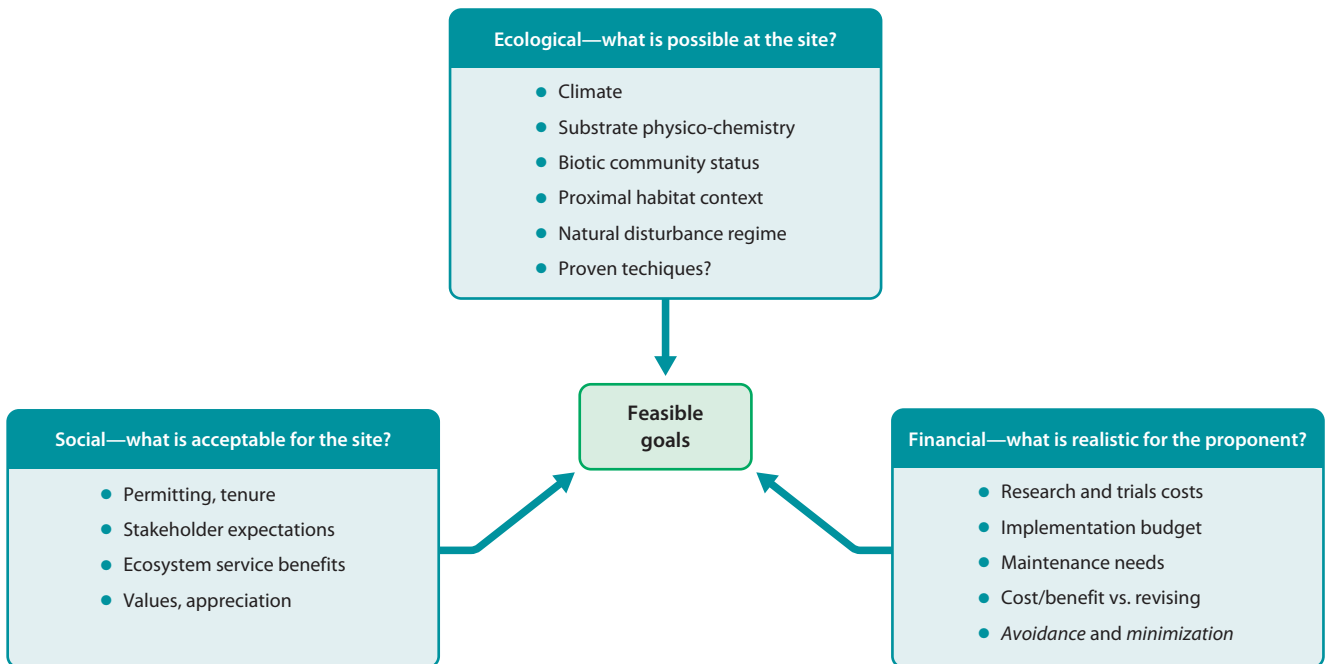 Ecological—what is possible at the site?
● Climate
● Substrate physico-chemistry
● Biotic community status
● Proximal habitat context
● Natural disturbance regime
● Proven techiques?
Feasible
goals
Social—what is acceptable for the site?
● Permitting, tenure
● Stakeholder expectations
● Ecosystem service benefits
● Values, appreciation
Financial—what is realistic for the proponent?
● Research and trials costs
● Implementation budget
● Maintenance needs
● Cost/benefit vs. revising
● Avoidance and minimization